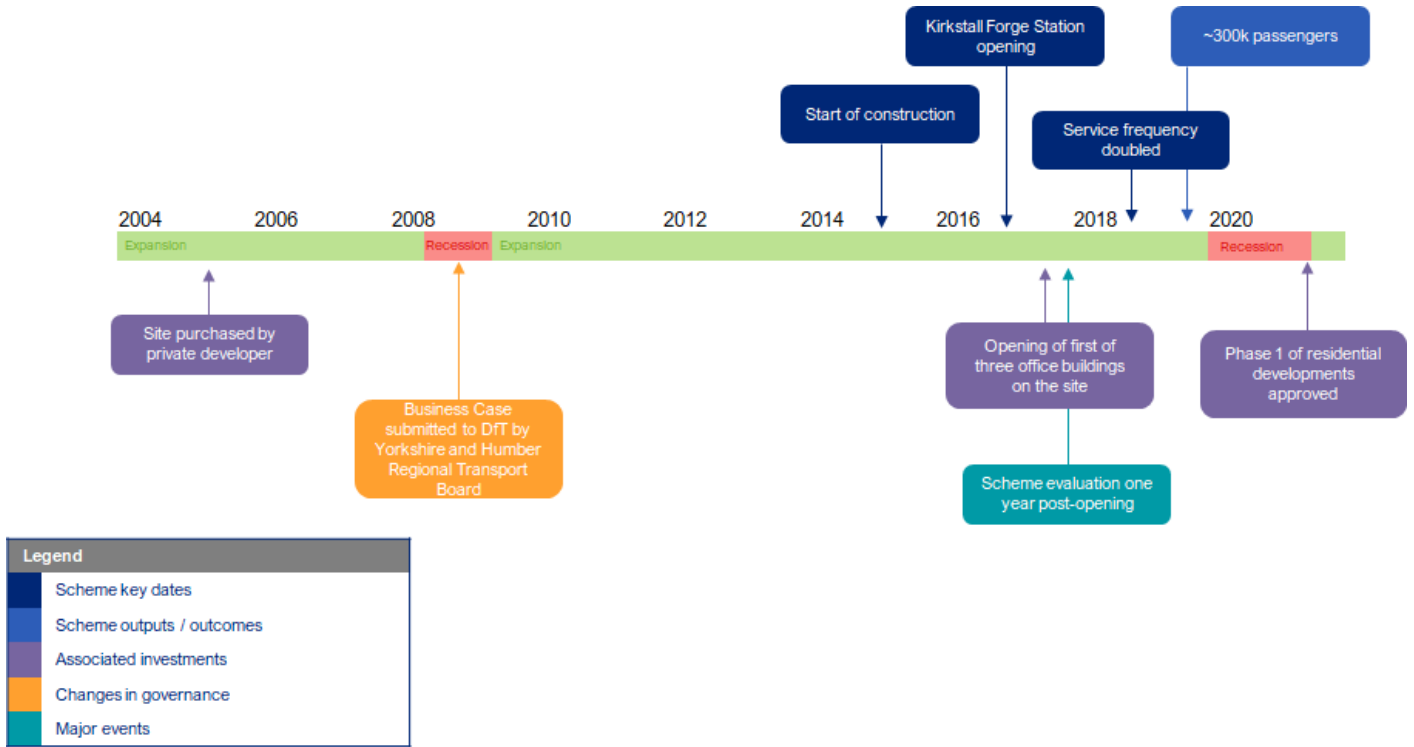 Kirkstall Forge Station
opening
~300k passengers
Start of construction
Service frequency
doubled
2004 2006 2008 2010 2012 2014 2016 2018 2020
Expansion Recession Expansion Recession
Site purchased by
private developer
Opening of first of
three office buildings
on the site
Phase 1 of residential
developments
approved
Business Case
submitted to DfT by
Yorkshire and Humber
Regional Transport
Board
Scheme evaluation one
year post-opening
Legend
Scheme key dates
Scheme outputs / outcomes
Associated investments
Changes in governance
Major events